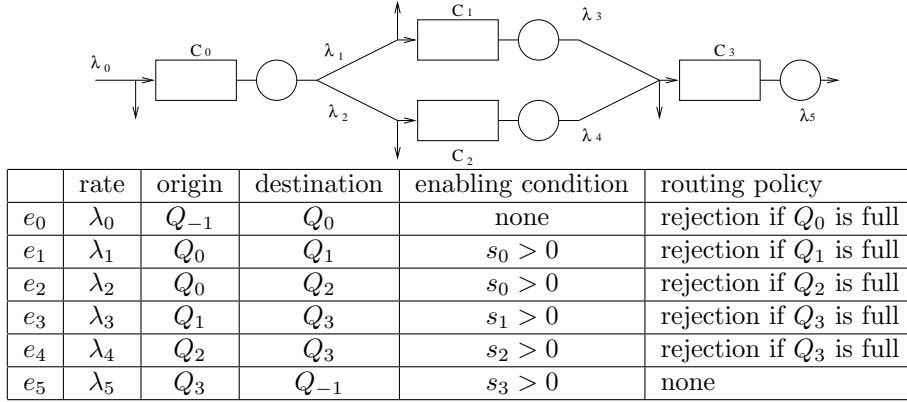 λ 0
C 0
λ 1
λ 2
C 1
C 2
λ 3
λ 4
C 3
λ5
rate origin destination enabling condition routing policy
e₀ λ₀ Q₋₁ Q₀ none rejection if Q₀ is full
e₁ λ₁ Q₀ Q₁ s₀ > 0 rejection if Q₁ is full
e₂ λ₂ Q₀ Q₂ s₀ > 0 rejection if Q₂ is full
e₃ λ₃ Q₁ Q₃ s₁ > 0 rejection if Q₃ is full
e₄ λ₄ Q₂ Q₃ s₂ > 0 rejection if Q₃ is full
e₅ λ₅ Q₃ Q₋₁ s₃ > 0 none